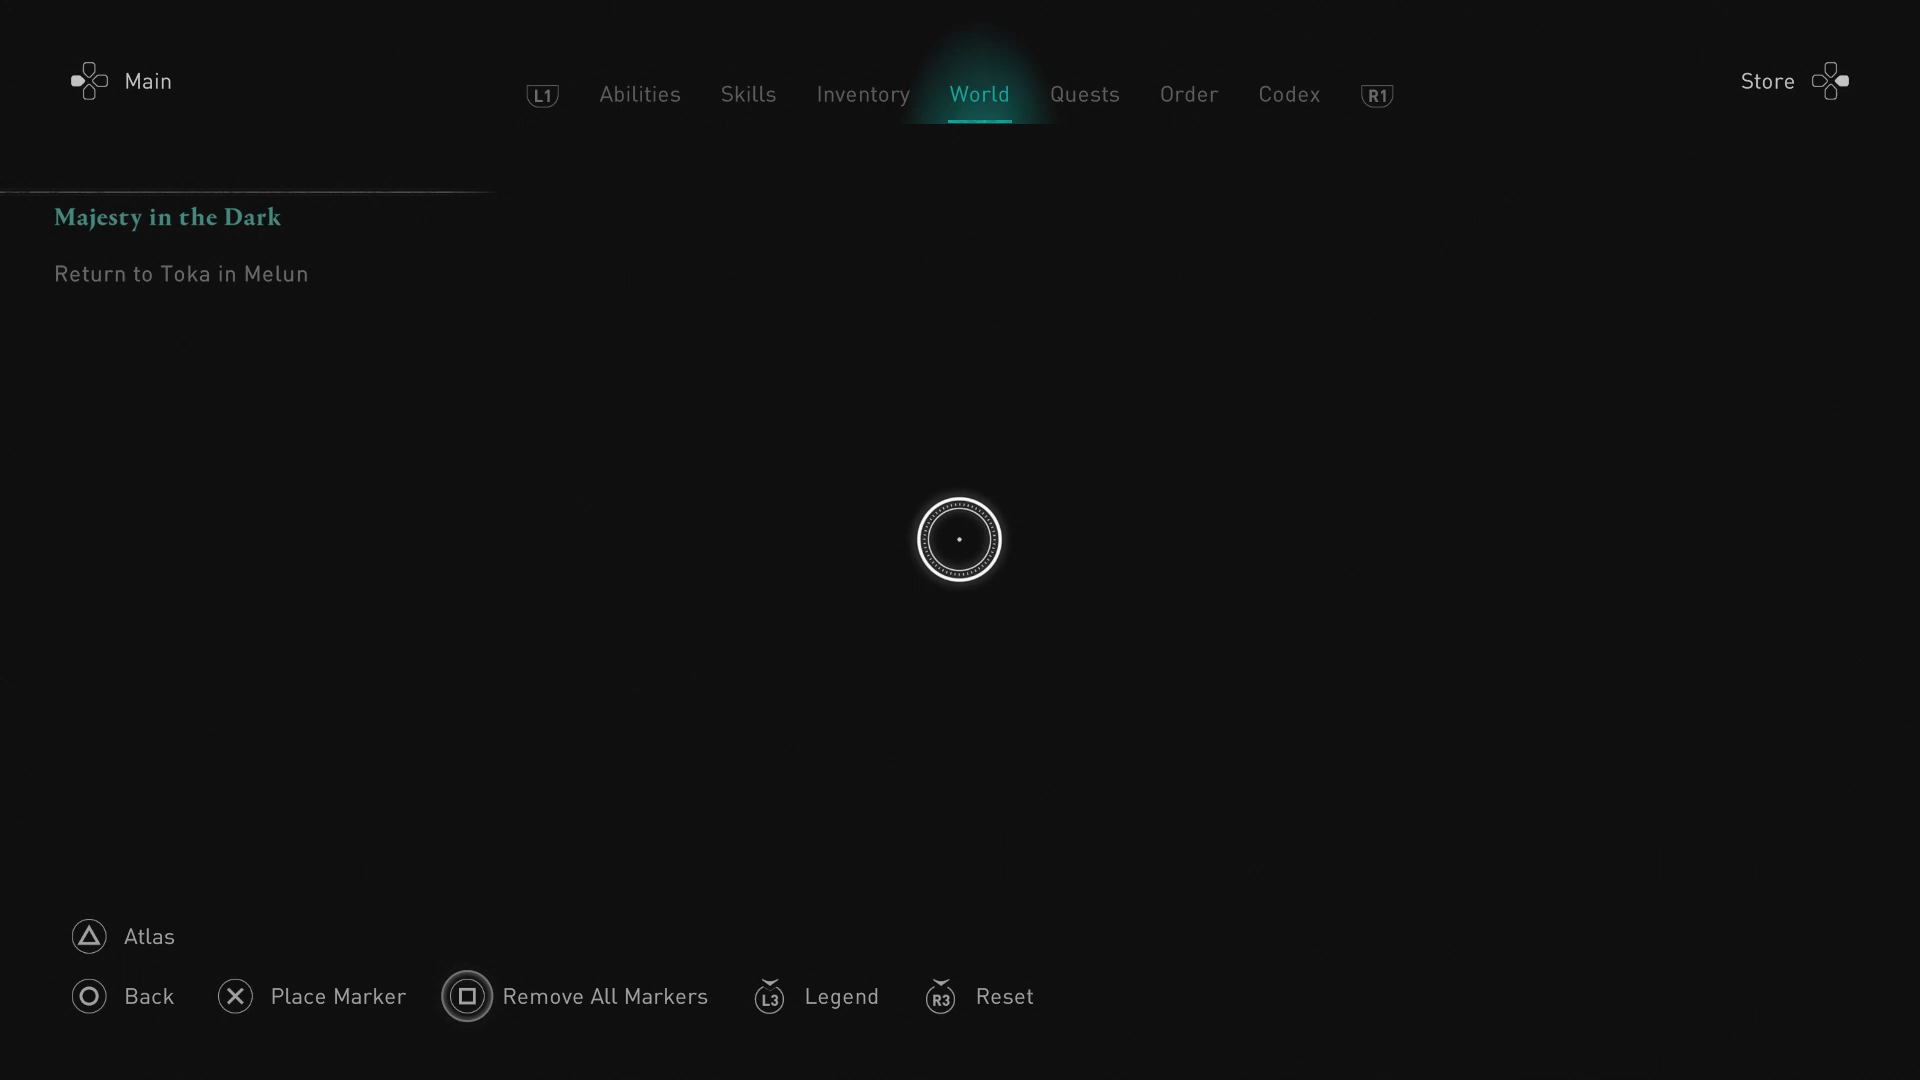 Main
L1 Abilities Skills Inventory World Quests Order Codex R1
Store
Majesty in the Dark
Return to Toka in Melun
Atlas
Back Place Marker Remove All Markers L3 Legend R3 Reset